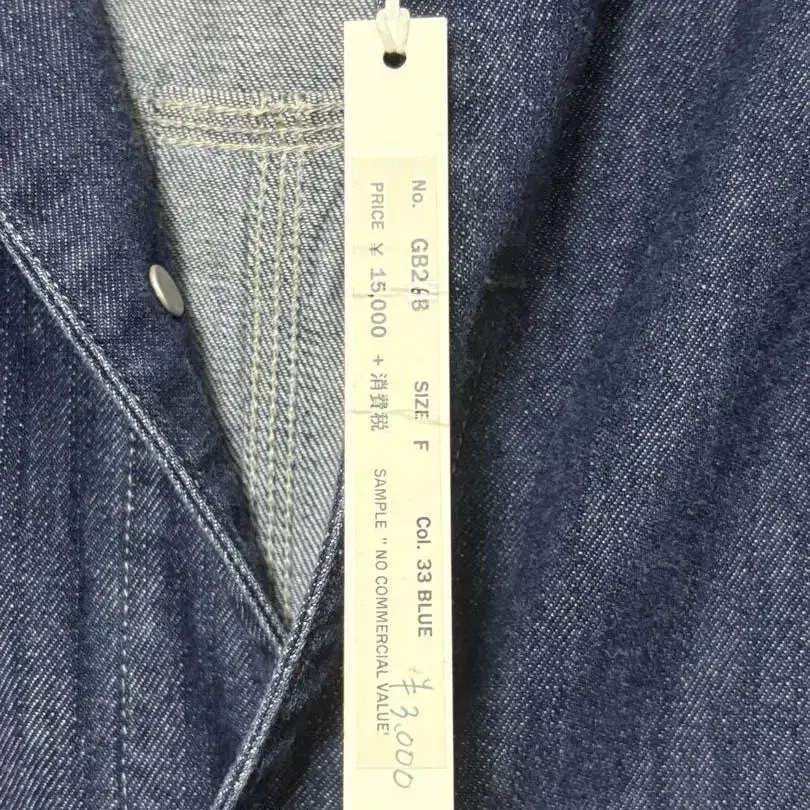 No. GB268 SIZE F Col. 33 BLUE
PRICE ¥ 15,000 + 消費税 SAMPLE "NO COMMERCIAL VALUE"
¥3,000